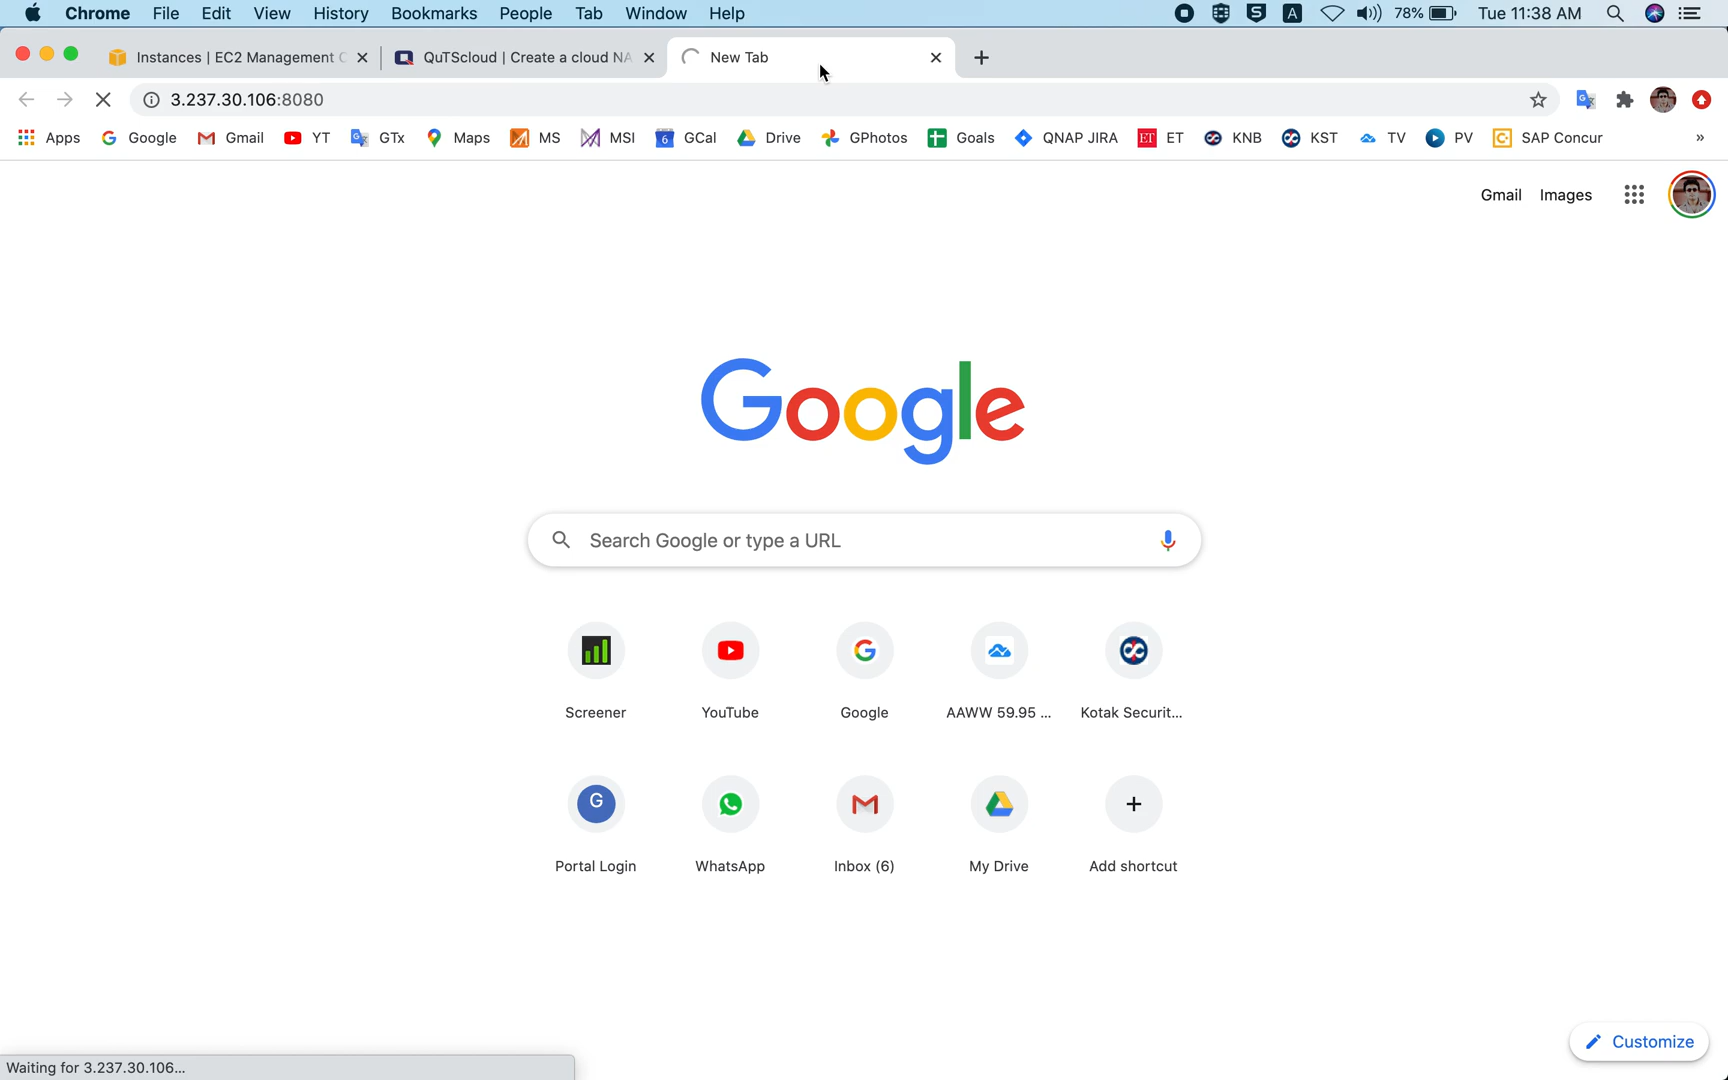 Chrome File Edit View History Bookmarks People Tab Window Help
S A 78% Tue 11:38 AM
Instances | EC2 Management C
QuTScloud | Create a cloud NA
New Tab
3.237.30.106:8080
Apps Google Gmail YT GTx Maps MS MSI 6 GCal Drive GPhotos Goals QNAP JIRA ET ET KNB KST TV PV C SAP Concur »
Gmail Images
Google
Search Google or type a URL
Screener YouTube Google AAWW 59.95 ... Kotak Securit...
G
Portal Login WhatsApp Inbox (6) My Drive Add shortcut
Customize
Waiting for 3.237.30.106...